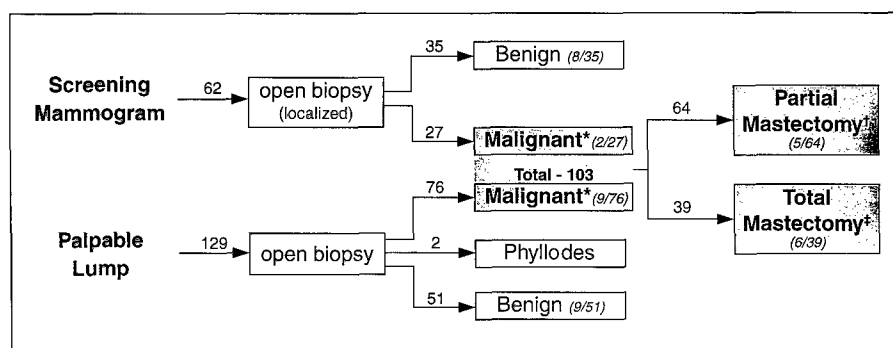 Screening
Mammogram
62
open biopsy
(localized)
35
Benign (8/35)
27
Malignant* (2/27)
Total - 103
76
Malignant* (9/76)
Palpable
Lump
129
open biopsy
2
Phyllodes
51
Benign (9/51)
64
Partial
Mastectomy†
(5/64)
39
Total
Mastectomy‡
(6/39)